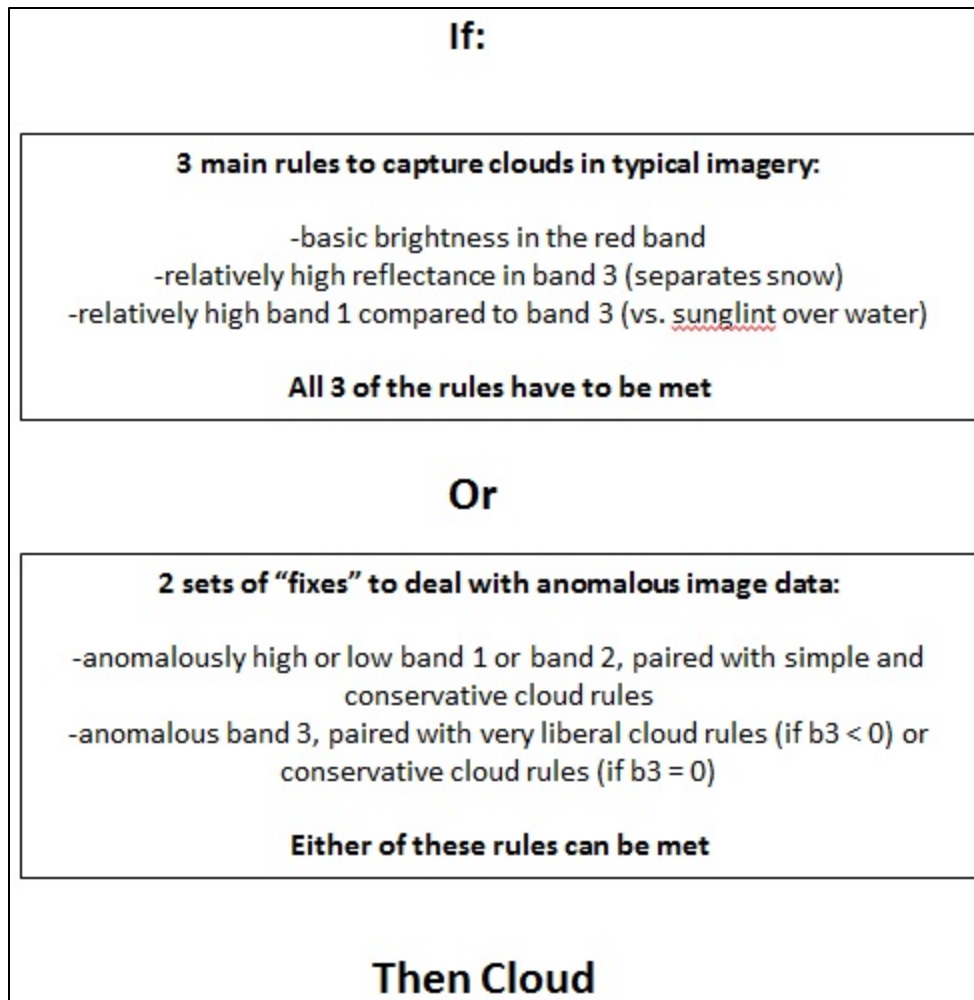 If:
3 main rules to capture clouds in typical imagery:
-basic brightness in the red band
-relatively high reflectance in band 3 (separates snow)
-relatively high band 1 compared to band 3 (vs. sunglint over water)
All 3 of the rules have to be met
Or
2 sets of “fixes” to deal with anomalous image data:
-anomalously high or low band 1 or band 2, paired with simple and
conservative cloud rules
-anomalous band 3, paired with very liberal cloud rules (if b3 < 0) or
conservative cloud rules (if b3 = 0)
Either of these rules can be met
Then Cloud